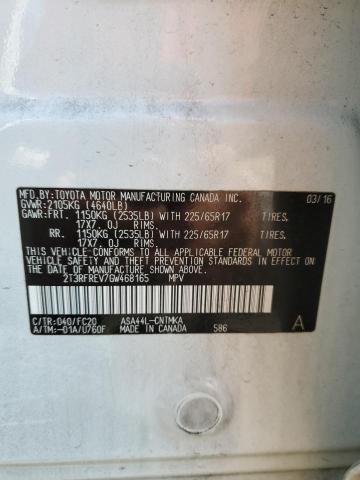 MFD.BY:TOYOTA MOTOR MANUFACTURING CANADA INC. 03/16
GVWR: 2105KG (4640LB)
GAWR:FRT. 1150KG (2535LB) WITH 225/65R17 TIRES,
17X7. 0J RIMS.
RR. 1150KG (2535LB) WITH 225/65R17 TIRES,
17X7. 0J RIMS.
THIS VEHICLE CONFORMS TO ALL APPLICABLE FEDERAL MOTOR
VEHICLE SAFETY AND THEFT PREVENTION STANDARDS IN
EFFECT ON THE DATE OF MANUFACTURE SHOWN ABOVE.
2T3RFREV7GW468165 MPV
C/TR:040/FC20 ASA44L-CNTMKA
A/TM:-01A/U760F MADE IN CANADA 586 A